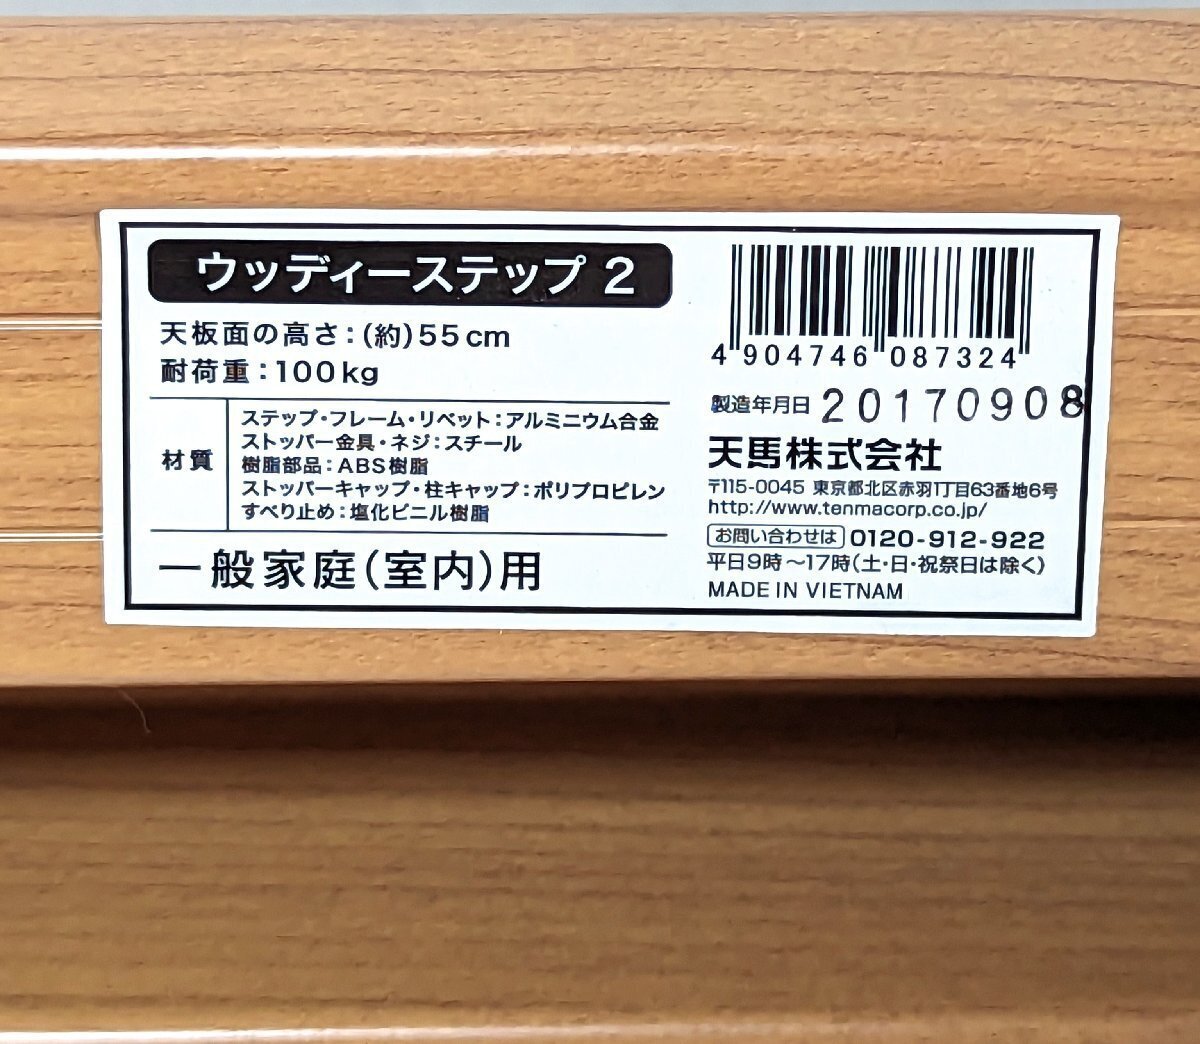 ウッディーステップ 2
天板面の高さ：(約)55cm
耐荷重：100kg
材質
ステップ・フレーム・リベット：アルミニウム合金
ストッパー金具・ネジ：スチール
樹脂部品：ABS樹脂
ストッパーキャップ・柱キャップ：ポリプロピレン
すべり止め：塩化ビニル樹脂
一般家庭(室内)用
4 904746 087324
製造年月日 20170908
天馬株式会社
〒115-0045 東京都北区赤羽1丁目63番地6号
http://www.tenmacorp.co.jp/
お問い合わせは 0120-912-922
平日9時～17時(土・日・祝祭日は除く)
MADE IN VIETNAM